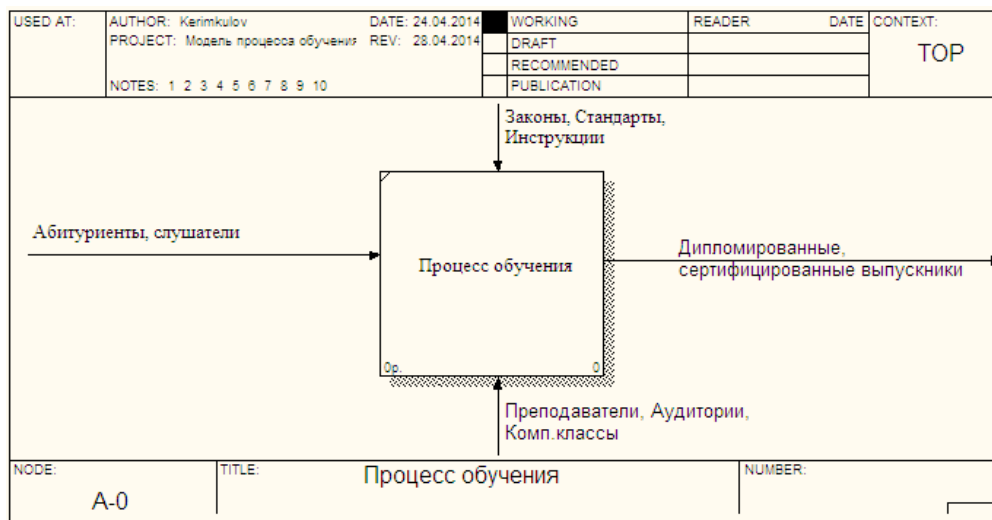 USED AT:
AUTHOR: Kerimkulov
DATE: 24.04.2014
PROJECT: Модель процесса обучения
REV: 28.04.2014
NOTES: 1 2 3 4 5 6 7 8 9 10
WORKING
DRAFT
RECOMMENDED
PUBLICATION
READER
DATE
CONTEXT:
TOP
Законы, Стандарты,
Инструкции
Абитуриенты, слушатели
Процесс обучения
0р.
0
Дипломированные,
сертифицированные выпускники
Преподаватели, Аудитории,
Комп.классы
NODE:
A-0
TITLE:
Процесс обучения
NUMBER: